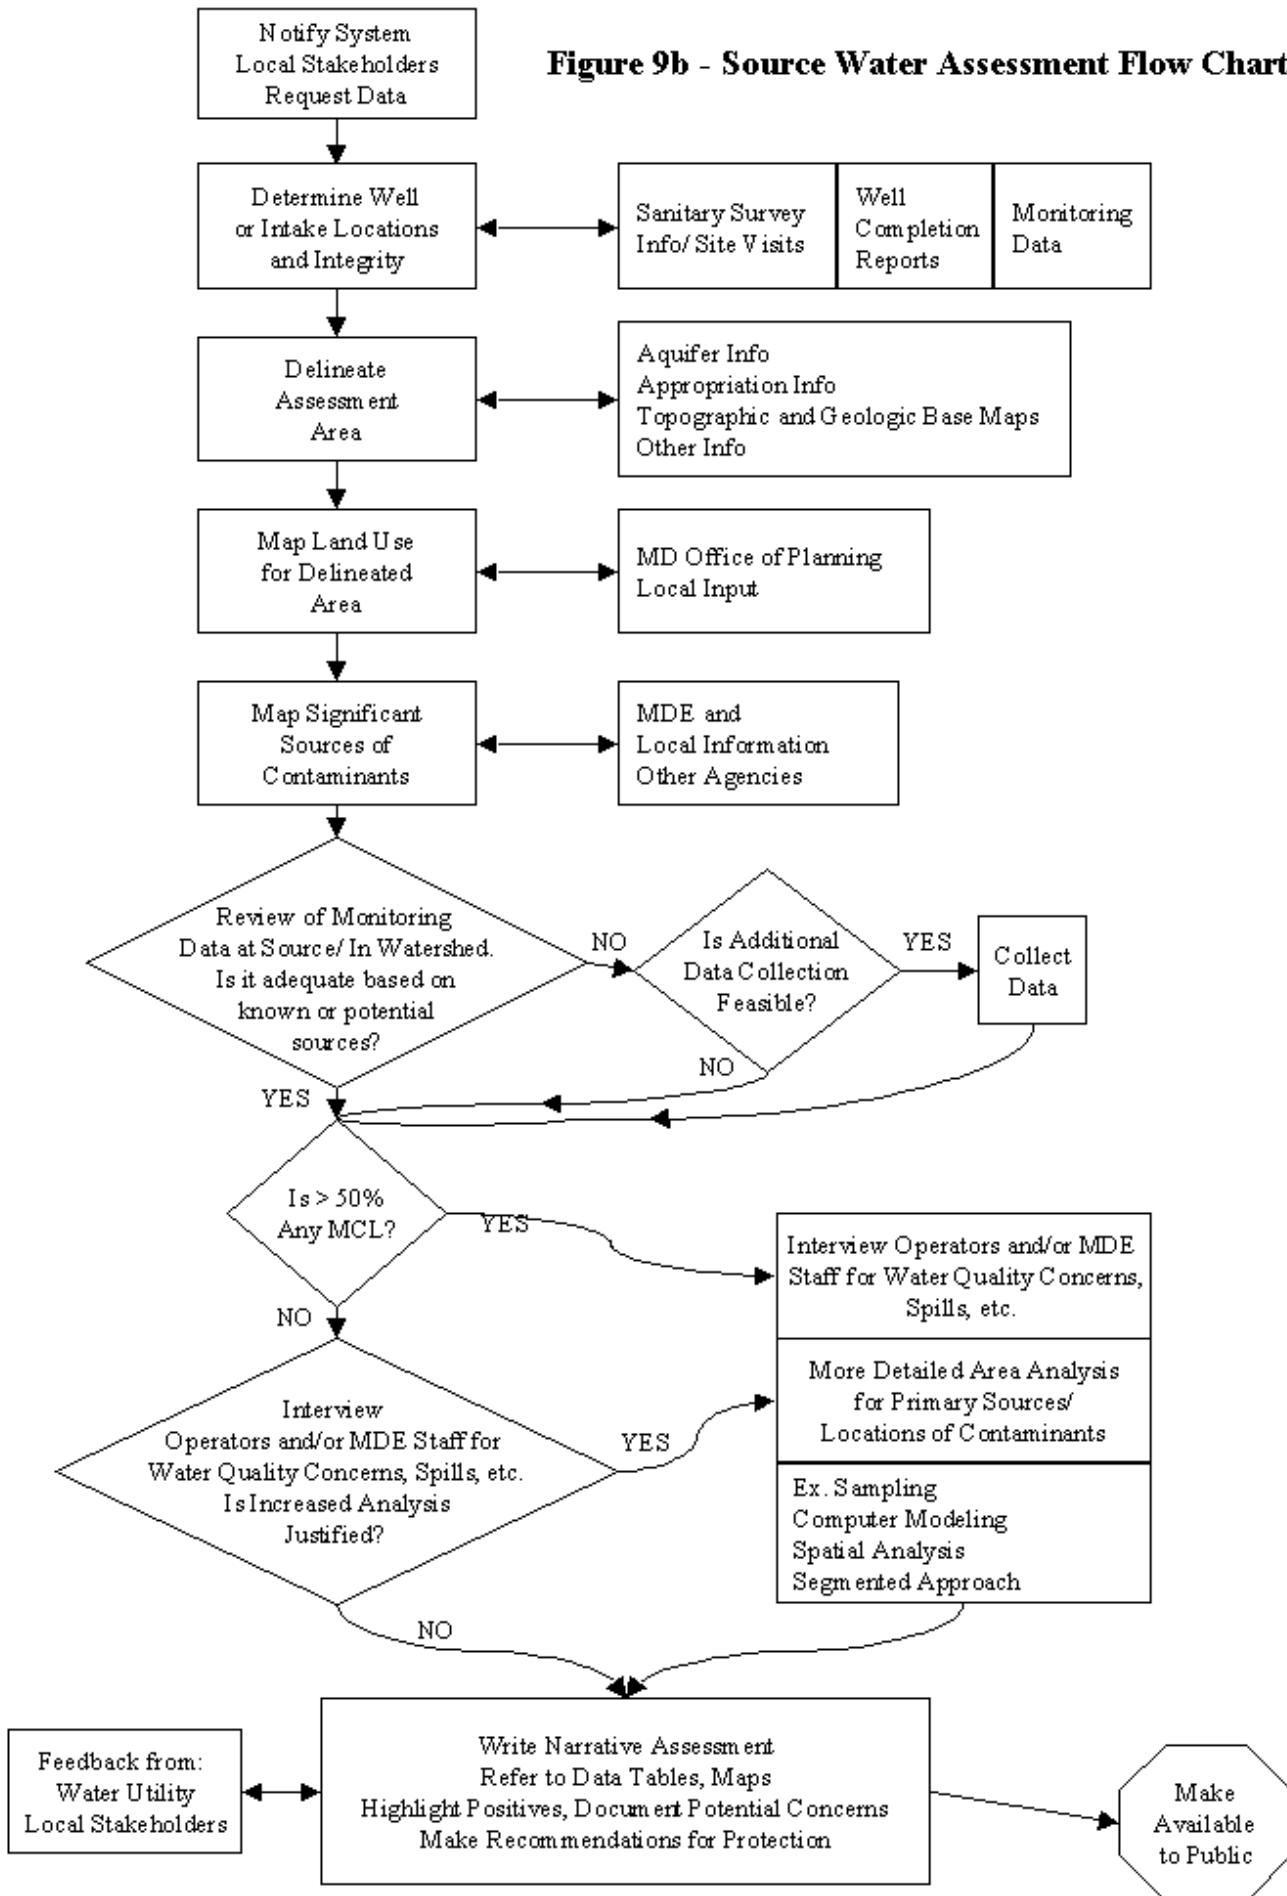 Notify System
Local Stakeholders
Request Data
Figure 9b - Source Water Assessment Flow Chart
Determine Well
or Intake Locations
and Integrity
Sanitary Survey
Info/ Site Visits
Well
Completion
Reports
Monitoring
Data
Delineate
Assessment
Area
Aquifer Info
Appropriation Info
Topographic and Geologic Base Maps
Other Info
Map Land Use
for Delineated
Area
MD Office of Planning
Local Input
Map Significant
Sources of
Contaminants
MDE and
Local Information
Other Agencies
Review of Monitoring
Data at Source/ In Watershed.
Is it adequate based on
known or potential
sources?
NO
Is Additional
Data Collection
Feasible?
YES
Collect
Data
NO
YES
Is > 50%
Any MCL?
YES
NO
Interview Operators and/or MDE
Staff for Water Quality Concerns,
Spills, etc.
More Detailed Area Analysis
for Primary Sources/
Locations of Contaminants
Ex. Sampling
Computer Modeling
Spatial Analysis
Segmented Approach
Interview
Operators and/or MDE Staff for
Water Quality Concerns, Spills, etc.
Is Increased Analysis
Justified?
YES
NO
Feedback from:
Water Utility
Local Stakeholders
Write Narrative Assessment
Refer to Data Tables, Maps
Highlight Positives, Document Potential Concerns
Make Recommendations for Protection
Make
Available
to Public